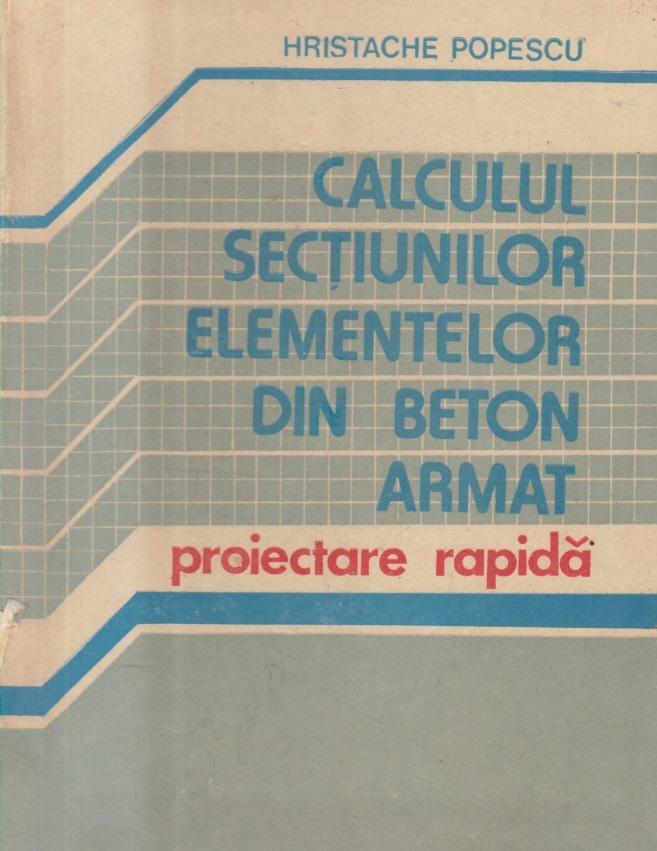 HRISTACHE POPESCU
CALCULUL
SECȚIUNILOR
ELEMENTELOR
DIN BETON
ARMAT
proiectare rapidă